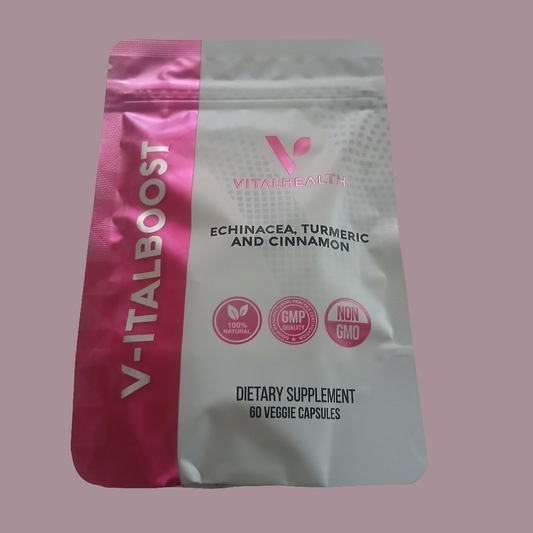 V-ITALBOOST
VITALHEALTH
ECHINACEA, TURMERIC
AND CINNAMON
100%
NATURAL
GMP
QUALITY
NON
GMO
DIETARY SUPPLEMENT
60 VEGGIE CAPSULES